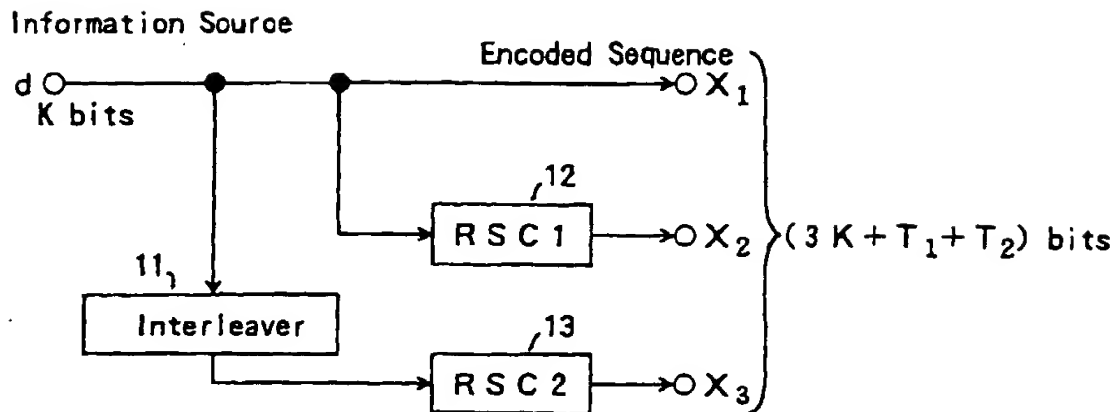 Information Source
Encoded Sequence
d
X1
K bits
12
RSC1
X2
(3K+T1+T2) bits
11
Interleaver
13
RSC2
X3